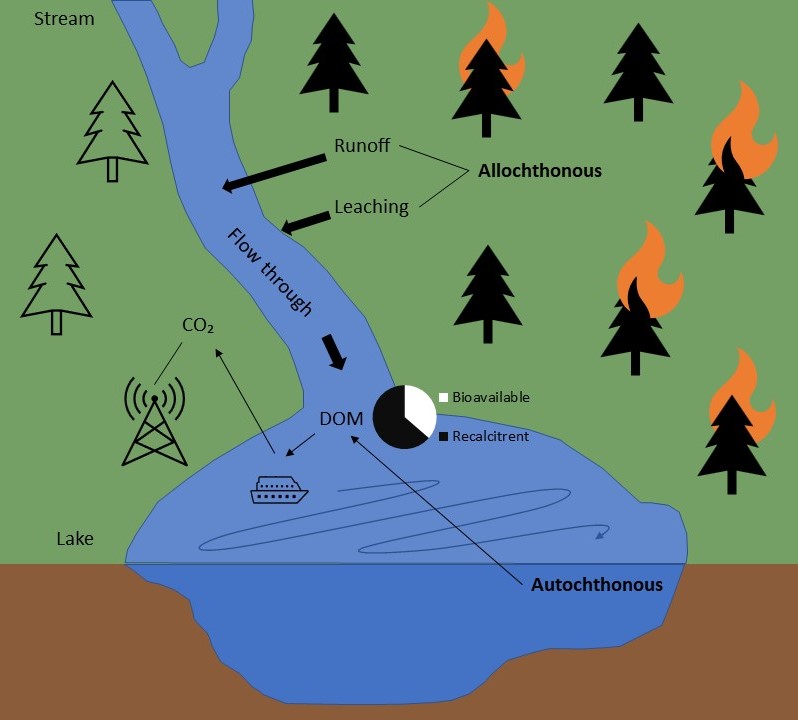 Stream
Runoff
Allochthonous
Leaching
Flow through
CO₂
Bioavailable
DOM
Recalcitrent
Lake
Autochthonous